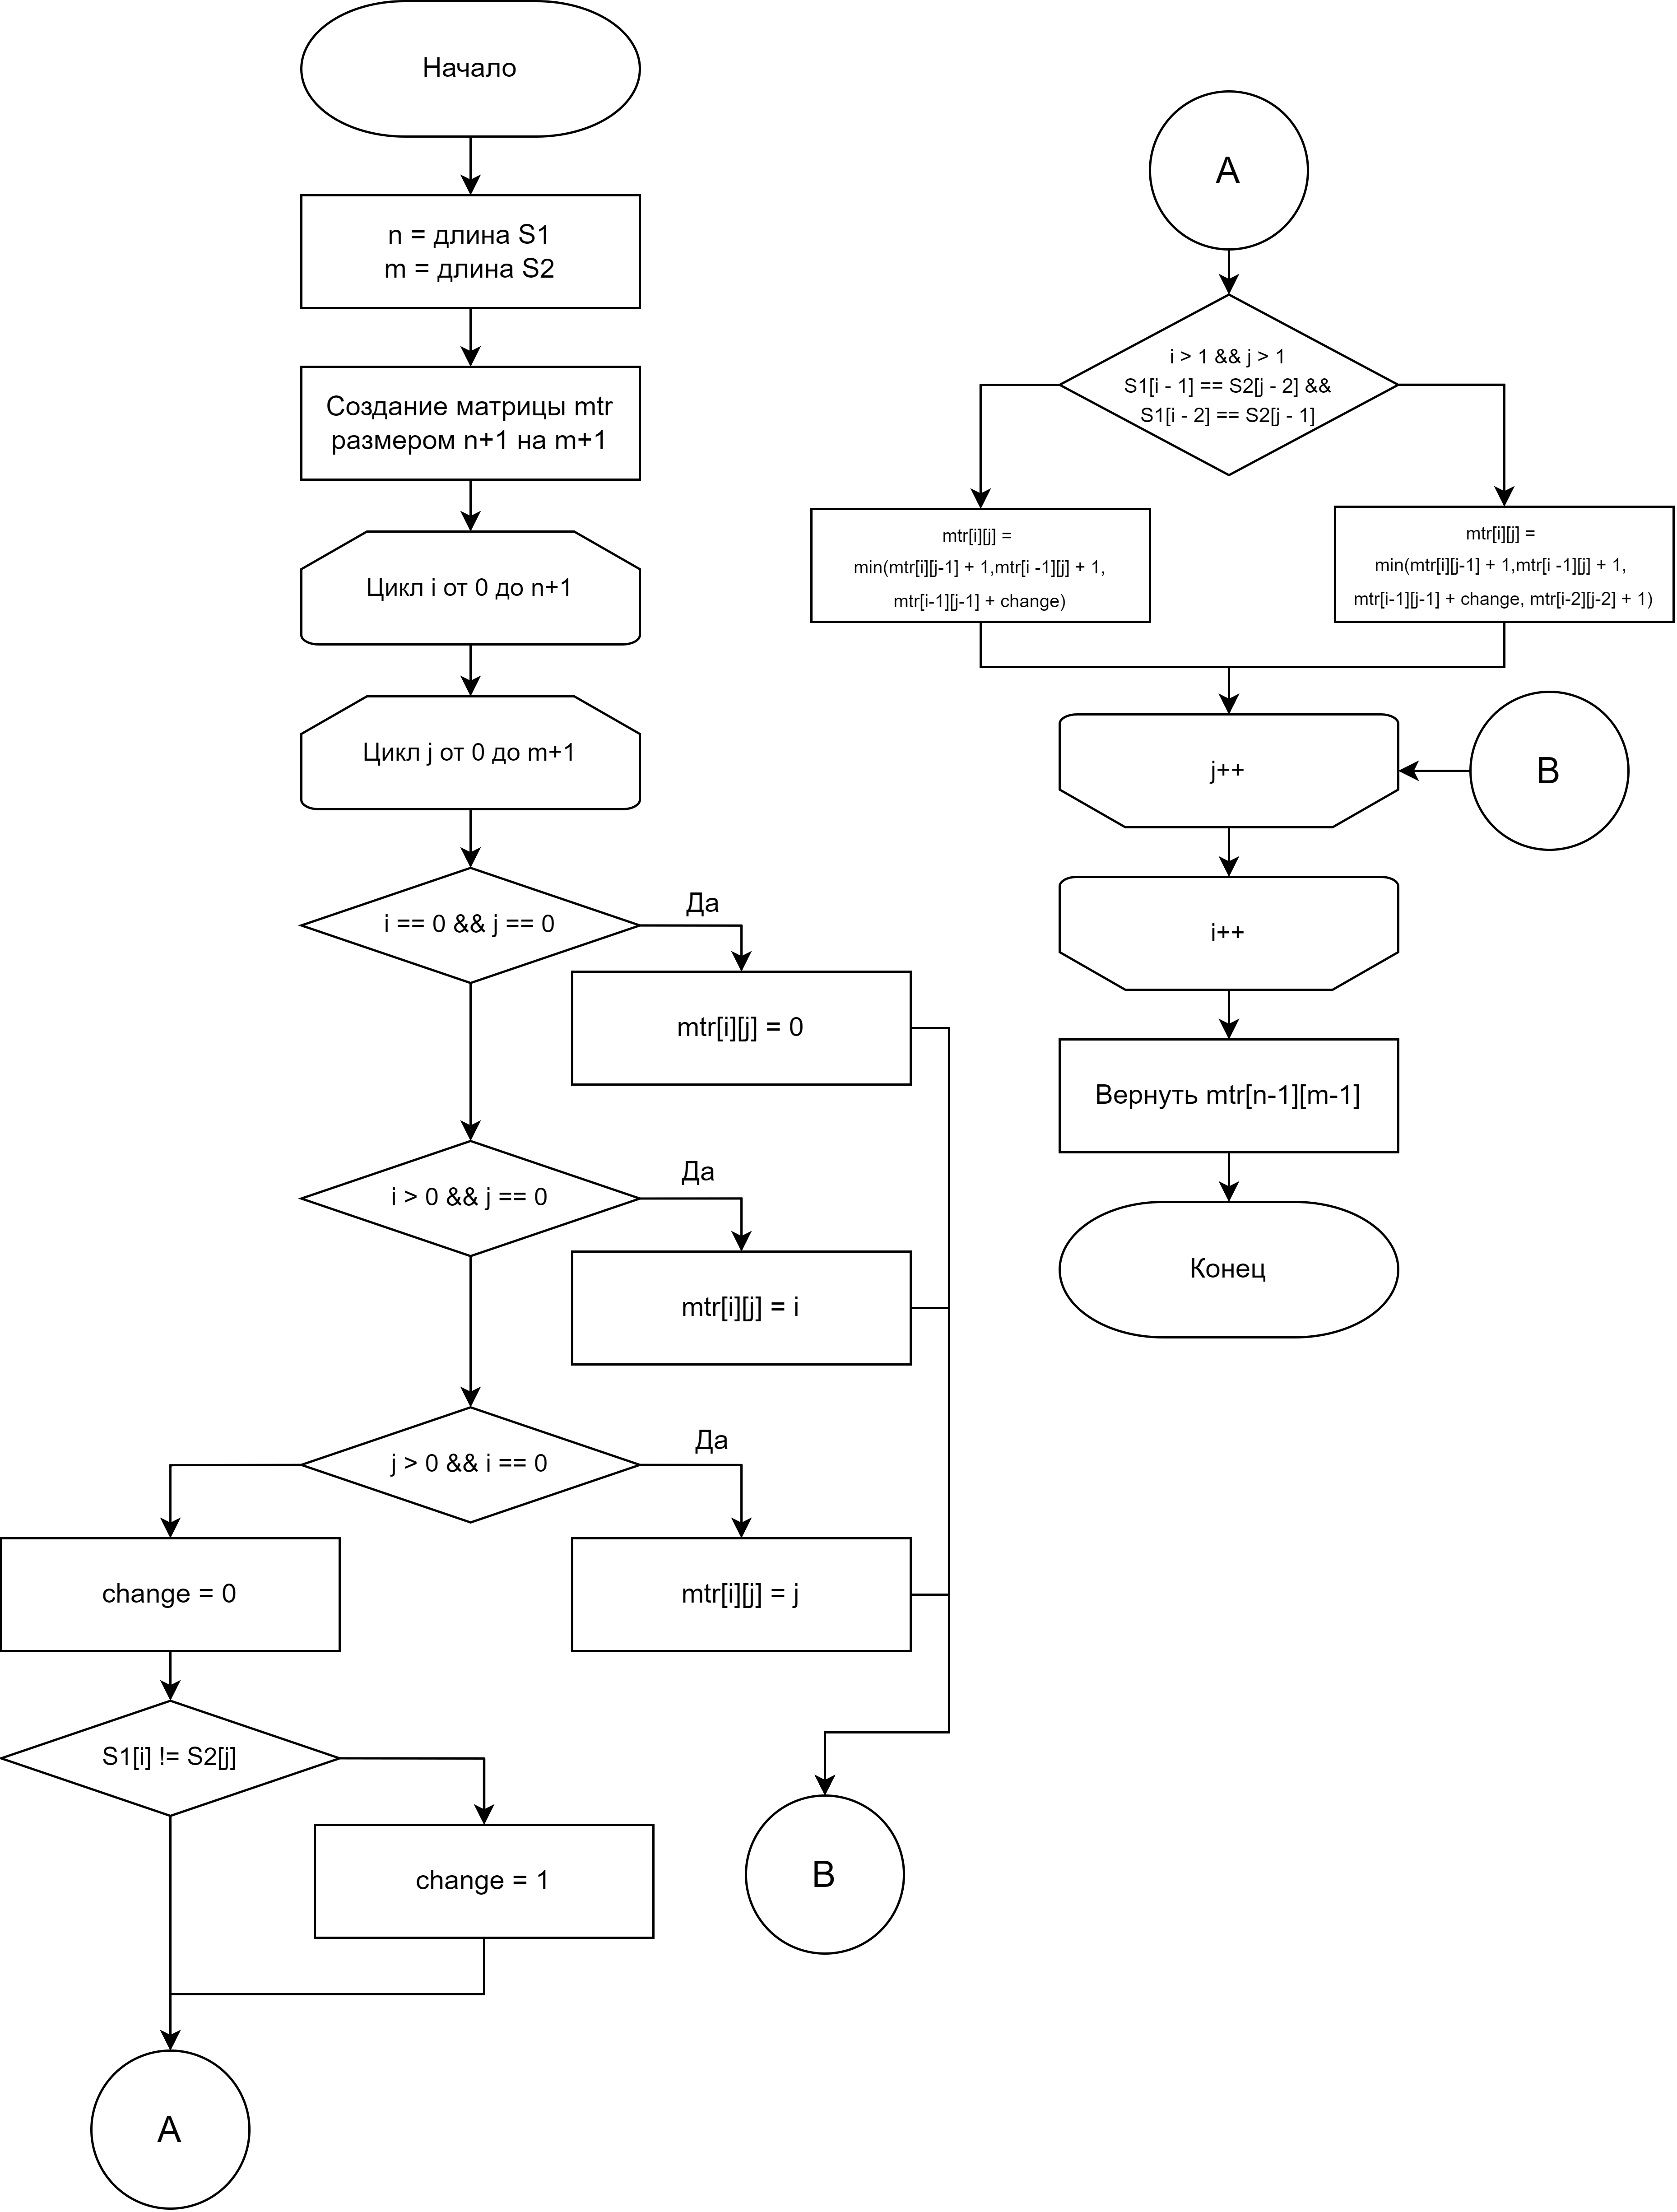 Начало
n = длина S1
m = длина S2
Создание матрицы mtr
размером n+1 на m+1
Цикл i от 0 до n+1
Цикл j от 0 до m+1
i == 0 && j == 0
Да
mtr[i][j] = 0
i > 0 && j == 0
Да
mtr[i][j] = i
j > 0 && i == 0
Да
change = 0
mtr[i][j] = j
S1[i] != S2[j]
change = 1
B
A
A
i > 1 && j > 1
S1[i - 1] == S2[j - 2] &&
S1[i - 2] == S2[j - 1]
mtr[i][j] =
min(mtr[i][j-1] + 1,mtr[i -1][j] + 1,
mtr[i-1][j-1] + change)
mtr[i][j] =
min(mtr[i][j-1] + 1,mtr[i -1][j] + 1,
mtr[i-1][j-1] + change, mtr[i-2][j-2] + 1)
j++
B
i++
Вернуть mtr[n-1][m-1]
Конец